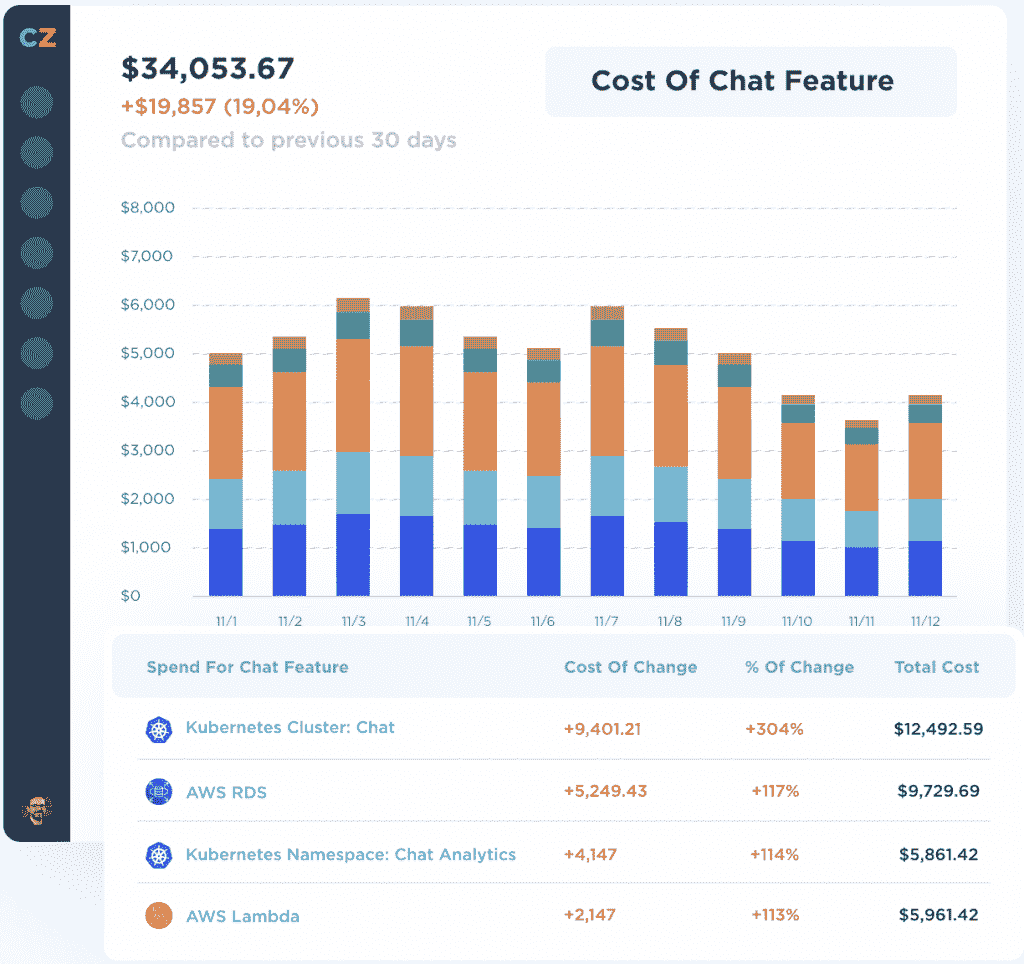 CZ
$34,053.67
+$19,857 (19,04%)
Compared to previous 30 days
Cost Of Chat Feature
$8,000
$7,000
$6,000
$5,000
$4,000
$3,000
$2,000
$1,000
$0
11/1 11/2 11/3 11/4 11/5 11/6 11/7 11/8 11/9 11/10 11/11 11/12
Spend For Chat Feature Cost Of Change % Of Change Total Cost
Kubernetes Cluster: Chat +9,401.21 +304% $12,492.59
AWS RDS +5,249.43 +117% $9,729.69
Kubernetes Namespace: Chat Analytics +4,147 +114% $5,861.42
AWS Lambda +2,147 +113% $5,961.42